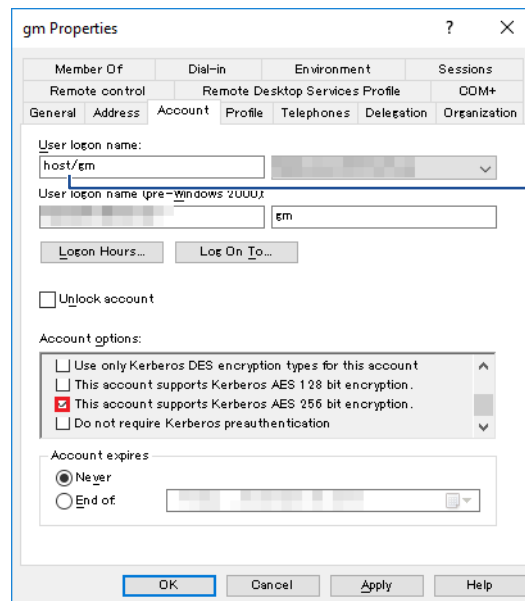 gm Properties ? ×
Member Of Dial-in Environment Sessions
Remote control Remote Desktop Services Profile COM+
General Address Account Profile Telephones Delegation Organization
User logon name:
host/gm
User logon name (pre-Windows 2000):
gm
Logon Hours... Log On To...
Unlock account
Account options:
Use only Kerberos DES encryption types for this account
This account supports Kerberos AES 128 bit encryption.
This account supports Kerberos AES 256 bit encryption.
Do not require Kerberos preauthentication
Account expires
Never
End of:
OK Cancel Apply Help